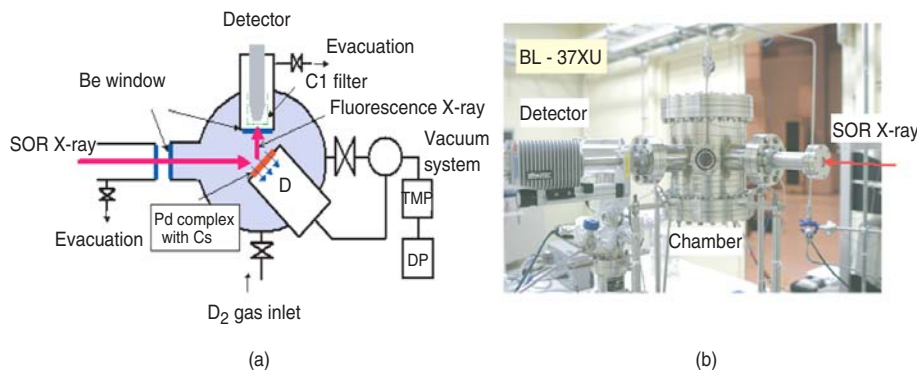 Detector
Evacuation
Be window
C1 filter
Fluorescence X-ray
SOR X-ray
Vacuum
system
D
TMP
Pd complex
with Cs
Evacuation
DP
D2 gas inlet
(a)
BL - 37XU
Detector
SOR X-ray
Chamber
(b)